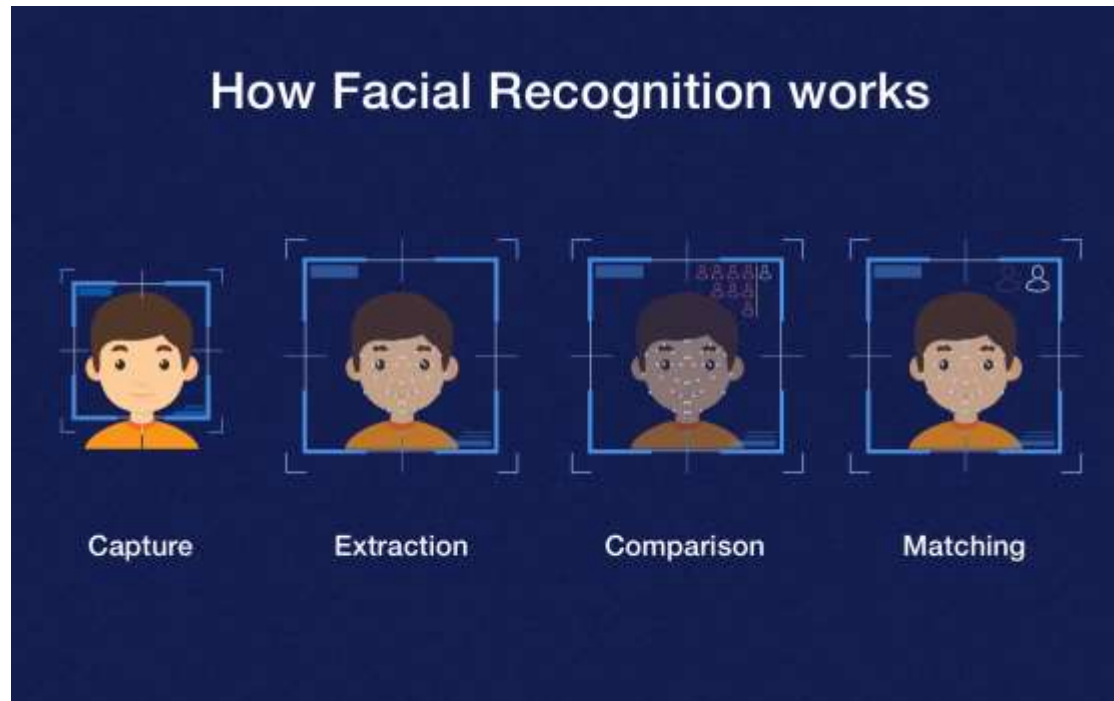 How Facial Recognition works
Capture
Extraction
Comparison
Matching